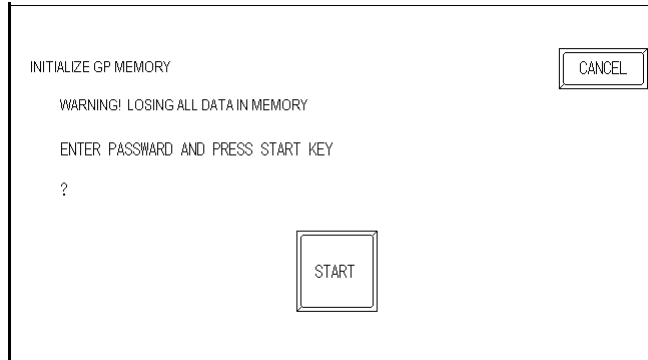 INITIALIZE GP MEMORY
CANCEL
WARNING! LOSING ALL DATA IN MEMORY
ENTER PASSWARD AND PRESS START KEY
?
START